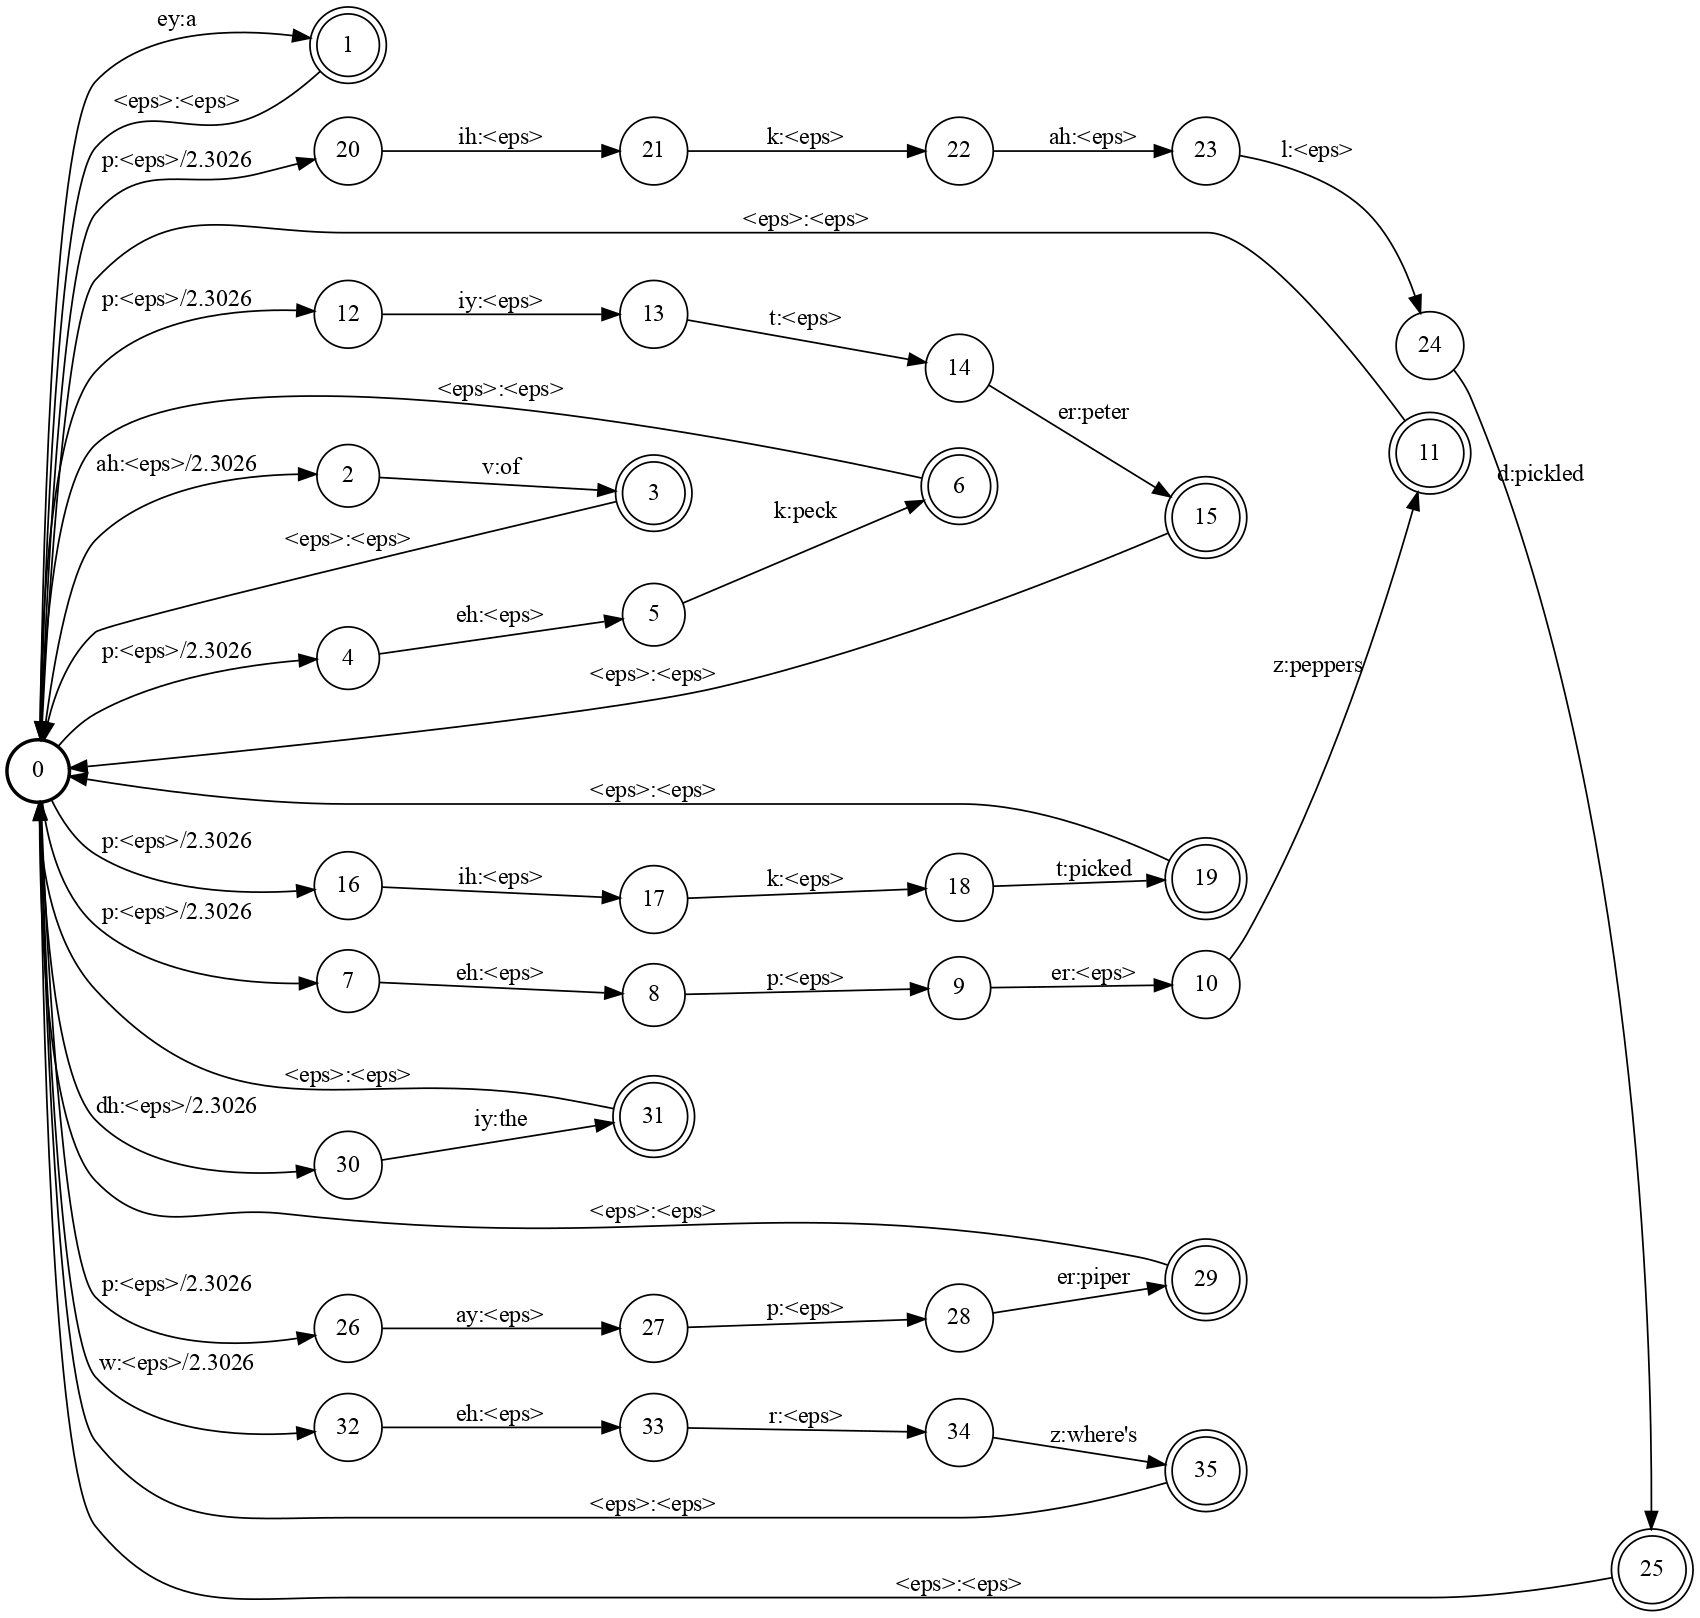 ey:a
1
<eps>:<eps>
p:<eps>/2.3026
20
ih:<eps>
21
k:<eps>
22
ah:<eps>
23
l:<eps>
24
<eps>:<eps>
p:<eps>/2.3026
12
iy:<eps>
13
t:<eps>
14
er:peter
15
<eps>:<eps>
11
d:pickled
ah:<eps>/2.3026
2
v:of
3
6
<eps>:<eps>
k:peck
p:<eps>/2.3026
4
eh:<eps>
5
<eps>:<eps>
z:peppers
0
<eps>:<eps>
p:<eps>/2.3026
16
ih:<eps>
17
k:<eps>
18
t:picked
19
p:<eps>/2.3026
7
eh:<eps>
8
p:<eps>
9
er:<eps>
10
<eps>:<eps>
dh:<eps>/2.3026
30
iy:the
31
<eps>:<eps>
p:<eps>/2.3026
26
ay:<eps>
27
p:<eps>
28
er:piper
29
w:<eps>/2.3026
32
eh:<eps>
33
r:<eps>
34
z:where's
35
<eps>:<eps>
25
<eps>:<eps>